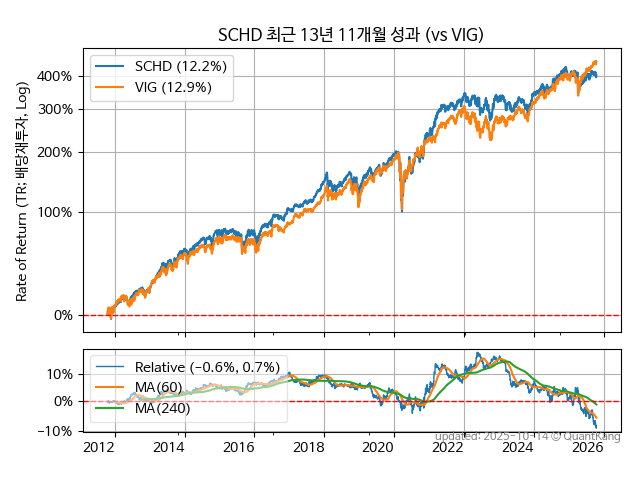 SCHD 최근 13년 11개월 성과 (vs VIG)
Rate of Return (TR; 배당재투자, Log)
400%
300%
200%
100%
0%
SCHD (12.2%)
VIG (12.9%)
10%
0%
−10%
Relative (−0.6%, 0.7%)
MA(60)
MA(240)
2012 2014 2016 2018 2020 2022 2024 2026
updated: 2025-10-14 © QuantKang